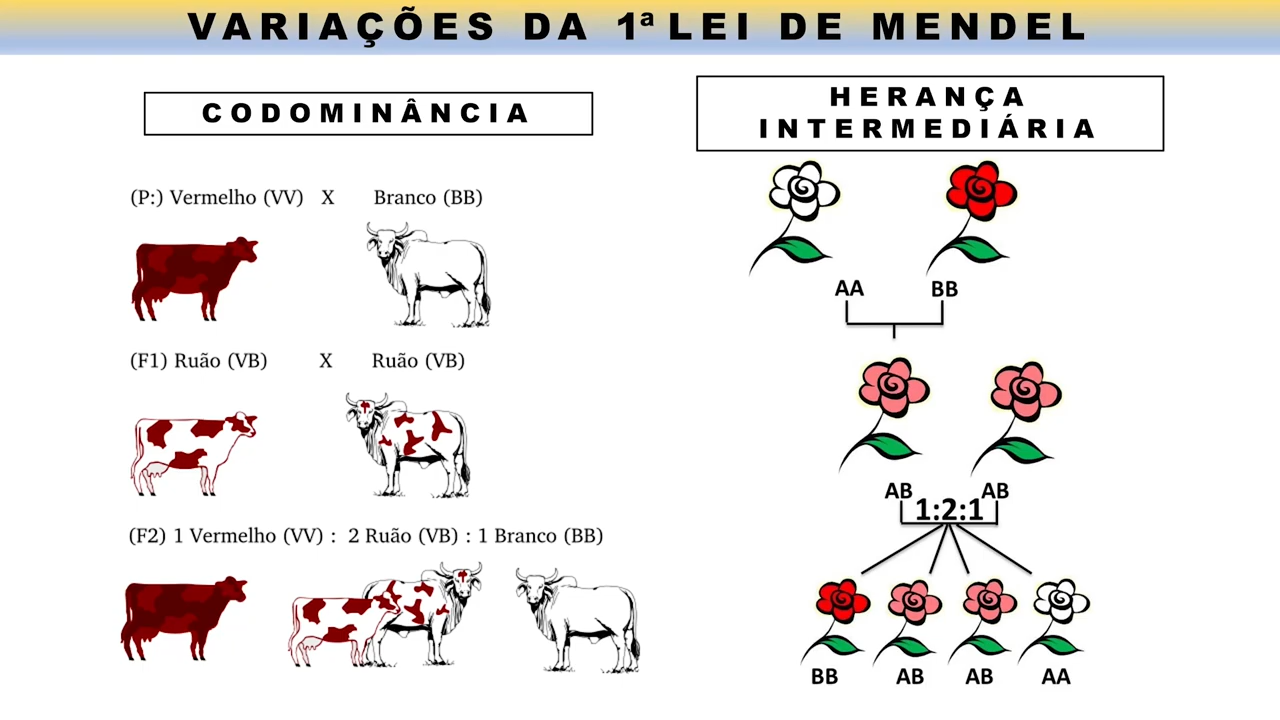 VARIAÇÕES DA 1ª LEI DE MENDEL
CODOMINÂNCIA
(P:) Vermelho (VV) X Branco (BB)
(F1) Ruão (VB) X Ruão (VB)
(F2) 1 Vermelho (VV) : 2 Ruão (VB) : 1 Branco (BB)
HERANÇA
INTERMEDIÁRIA
AA BB
AB AB
1:2:1
BB AB AB AA